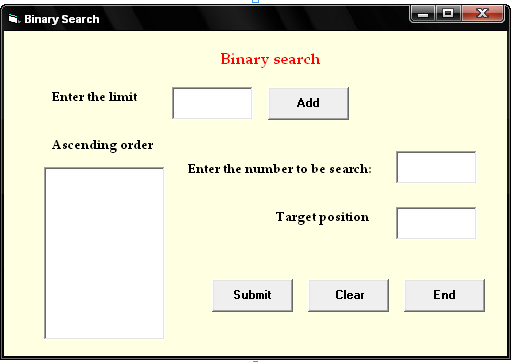 Binary Search
Binary search
Enter the limit
Add
Ascending order
Enter the number to be search:
Target position
Submit
Clear
End